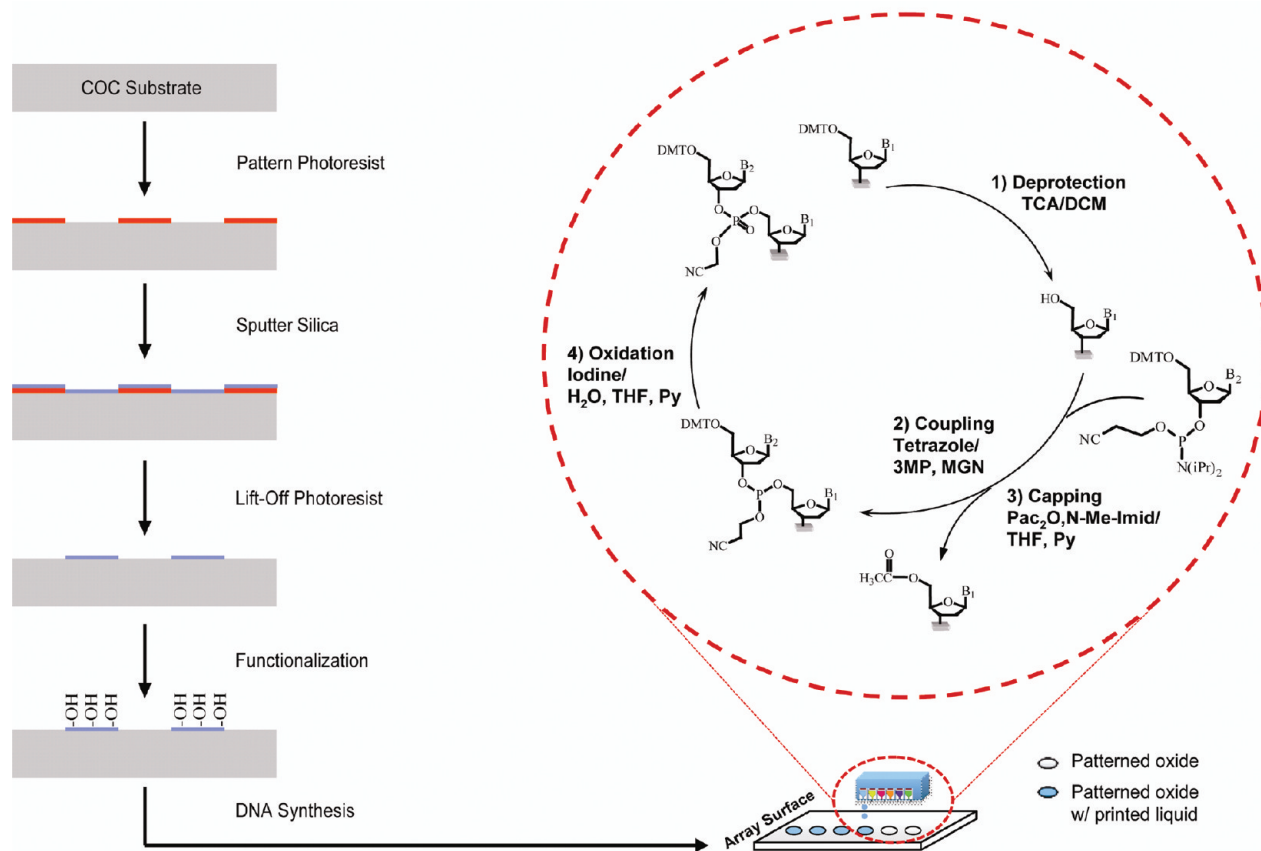 COC Substrate
Pattern Photoresist
Sputter Silica
Lift-Off Photoresist
Functionalization
-OH
-OH
-OH
-OH
-OH
-OH
DNA Synthesis
DMTO
O
B₁
1) Deprotection
TCA/DCM
HO
O
B₁
DMTO
O
B₂
O
O
P
NC
N(iPr)₂
2) Coupling
Tetrazole/
3MP, MGN
3) Capping
Pac₂O,N-Me-Imid/
THF, Py
O
H₃CC
O
O
B₁
DMTO
O
B₂
O
P
O
O
O
B₁
NC
4) Oxidation
Iodine/
H₂O, THF, Py
DMTO
O
B₂
O
O
P
O
O
O
B₁
NC
Array Surface
Patterned oxide
Patterned oxide
w/ printed liquid